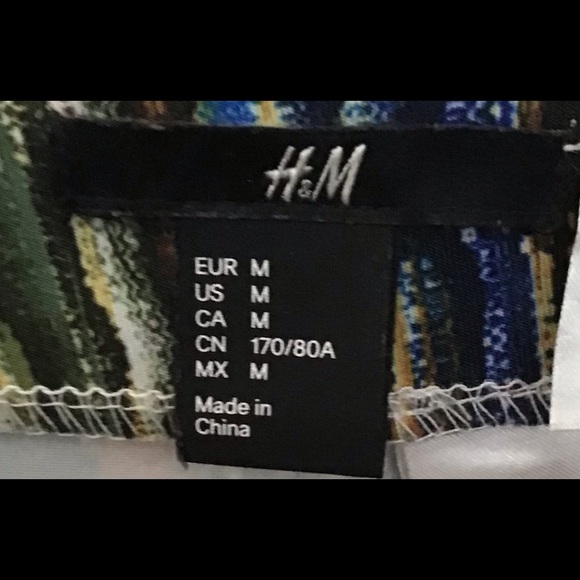 H&M
EUR M
US M
CA M
CN 170/80A
MX M
Made in
China